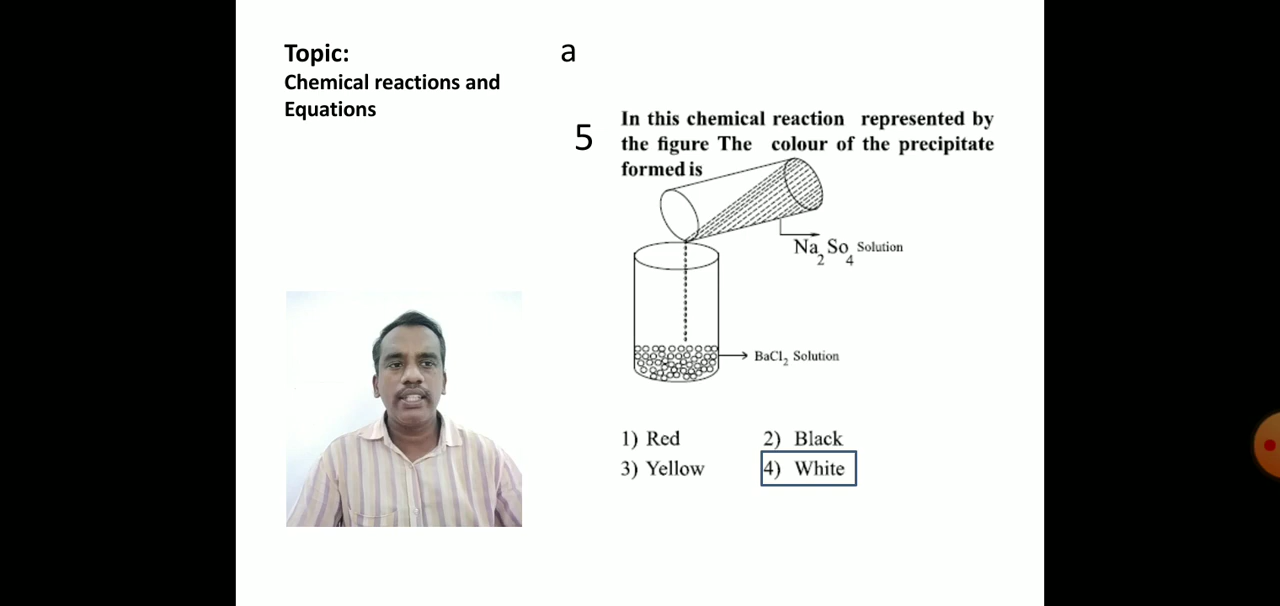 Topic:
Chemical reactions and
Equations
a
5
In this chemical reaction represented by
the figure The colour of the precipitate
formed is
Na2So4 Solution
BaCl2 Solution
1) Red 2) Black
3) Yellow 4) White